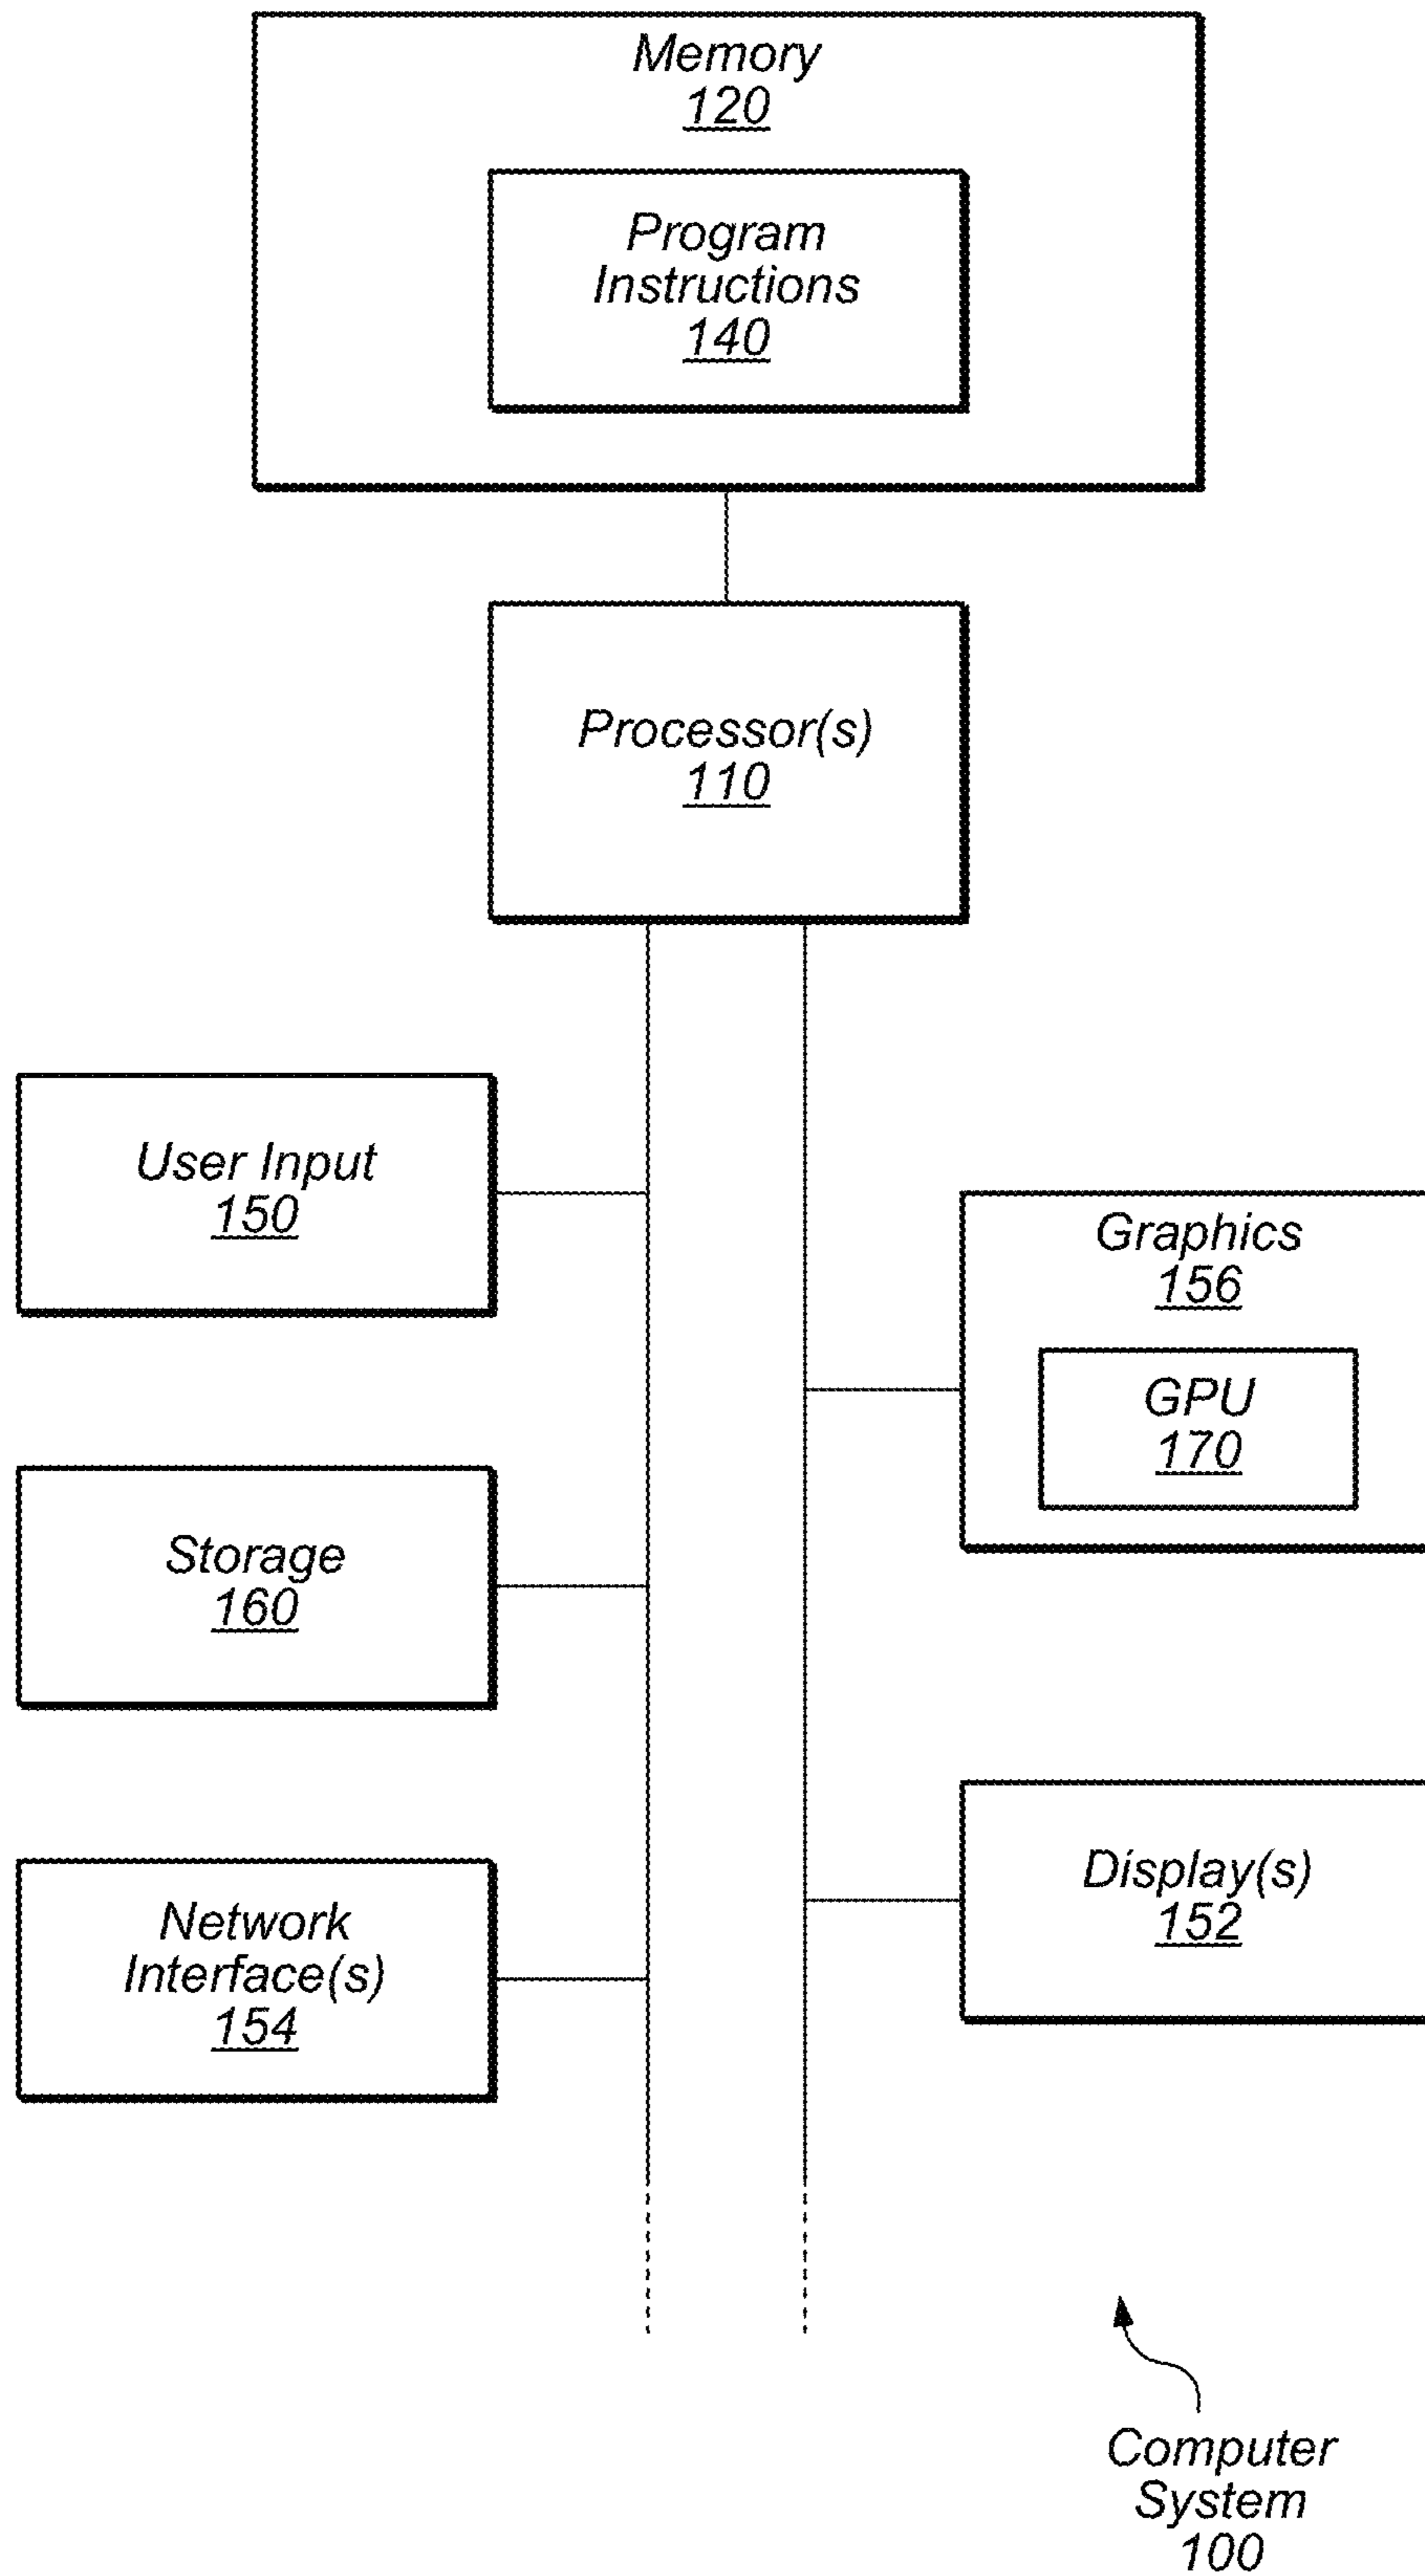 Memory
120
Program
Instructions
140
Processor(s)
110
User Input
150
Graphics
156
GPU
170
Storage
160
Display(s)
152
Network
Interface(s)
154
Computer
System
100